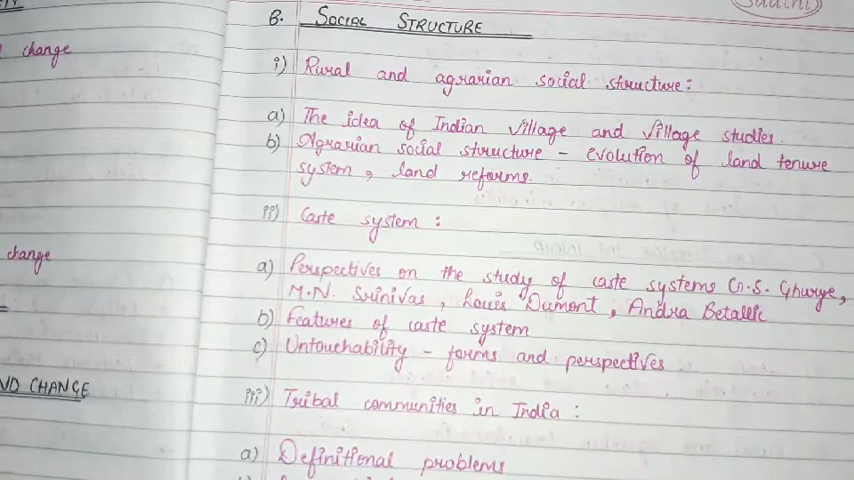 change
change
ND CHANGE
B. SOCIAL STRUCTURE
i) Rural and agrarian social structure:
a) The idea of Indian village and village studies.
b) Agrarian social structure - evolution of land tenure
system, land reforms.
ii) Caste system:
a) Perspectives on the study of caste systems G.S. Ghurye,
M.N. Srinivas, Louis Dumont, Andra Betallic
b) Features of caste system
c) Untouchability - forms and perspectives
iii) Tribal communities in India:
a) Definitional problems